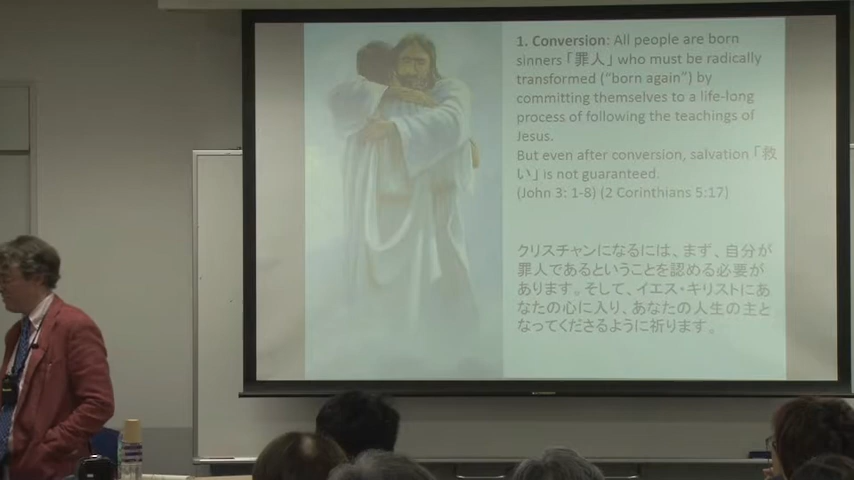 1. Conversion: All people are born
sinners「罪人」who must be radically
transformed ("born again") by
committing themselves to a life-long
process of following the teachings of
Jesus.
But even after conversion, salvation「救
い」is not guaranteed.
(John 3: 1-8) (2 Corinthians 5:17)
クリスチャンになるには、まず、自分が
罪人であるということを認める必要が
あります。そして、イエス・キリストにあ
なたの心に入り、あなたの人生の主と
なってくださるように祈ります。